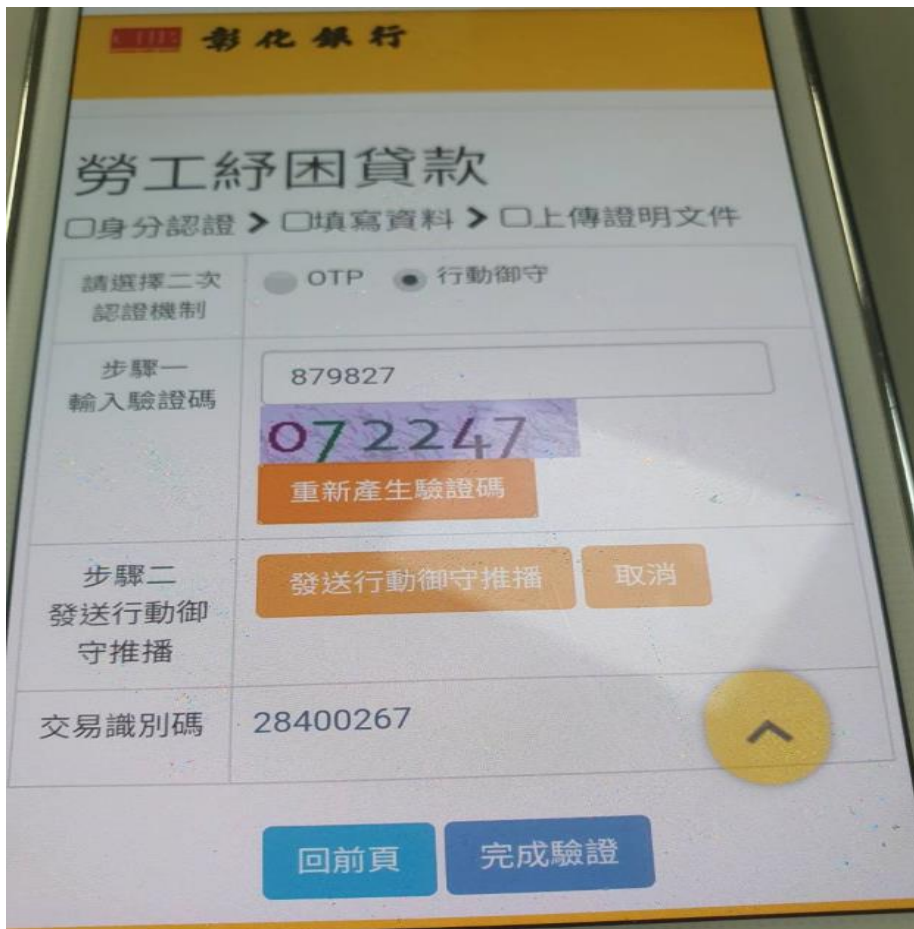 彰化銀行
勞工紓困貸款
身分認證 > 填寫資料 > 上傳證明文件
請選擇二次
認證機制
OTP 行動御守
步驟一
輸入驗證碼
879827
072247
重新產生驗證碼
步驟二
發送行動御
守推播
發送行動御守推播 取消
交易識別碼 28400267
回前頁 完成驗證